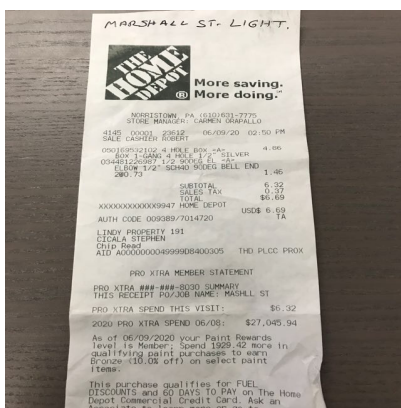 MARSHALL ST. LIGHT.
THE
HOME
DEPOT
®
More saving.
More doing.™
NORRISTOWN, PA (610)631-7775
STORE MANAGER: CARMEN ORAPALLO
4145 00001 23612 06/09/20 02:50 PM
SALE CASHIER ROBERT
050169532102 4 HOLE BOX <A> 4.86
BOX 1-GANG 4 HOLE 1/2" SILVER
034481226987 1/2 90DEG EL <A>
ELBOW 1/2" SCH40 90DEG BELL END
2@0.73 1.46
SUBTOTAL 6.32
SALES TAX 0.37
TOTAL $6.69
XXXXXXXXXXXX9947 HOME DEPOT
USD$ 6.69
AUTH CODE 009389/7014720 TA
LINDY PROPERTY 191
CICALA STEPHEN
Chip Read
AID A0000000049999D8400305 THD PLCC PROX
PRO XTRA MEMBER STATEMENT
PRO XTRA ###-###-8030 SUMMARY
THIS RECEIPT PO/JOB NAME: MASHLL ST
PRO XTRA SPEND THIS VISIT: $6.32
2020 PRO XTRA SPEND 06/08: $27,045.94
As of 06/09/2020 your Paint Rewards
level is Member; Spend 1929.42 more in
qualifying paint purchases to earn
Bronze (10.0% off) on select paint
items.
This purchase qualifies for FUEL
DISCOUNTS and 60 DAYS TO PAY on The Home
Depot Commercial Credit Card. Ask an